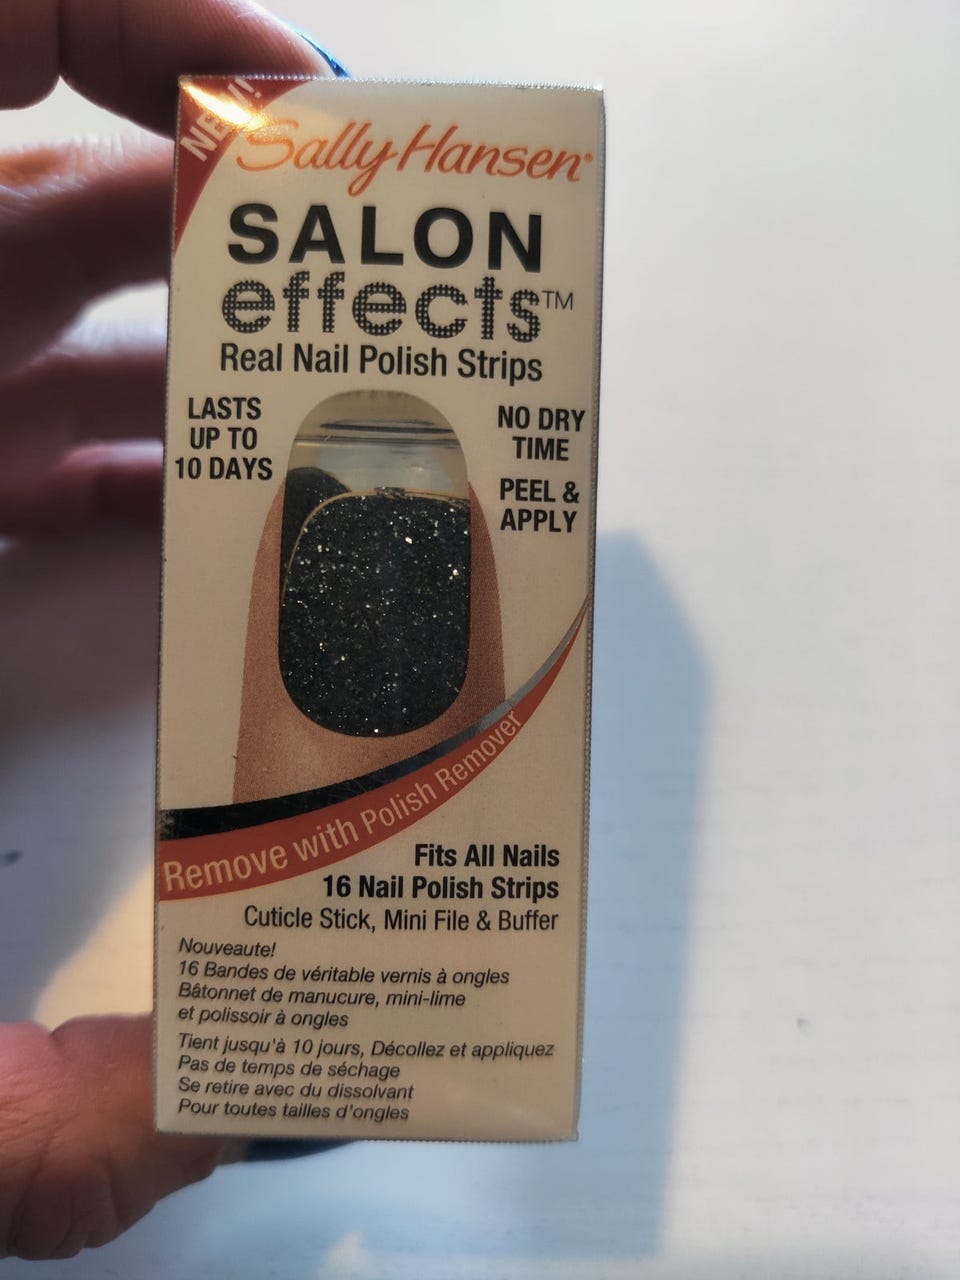 NEW!
Sally Hansen
SALON
effects™
Real Nail Polish Strips
LASTS
UP TO
10 DAYS
NO DRY
TIME
PEEL &
APPLY
Remove with Polish Remover
Fits All Nails
16 Nail Polish Strips
Cuticle Stick, Mini File & Buffer
Nouveaute!
16 Bandes de véritable vernis à ongles
Bâtonnet de manucure, mini-lime
et polissoir à ongles
Tient jusqu'à 10 jours, Décollez et appliquez
Pas de temps de séchage
Se retire avec du dissolvant
Pour toutes tailles d'ongles